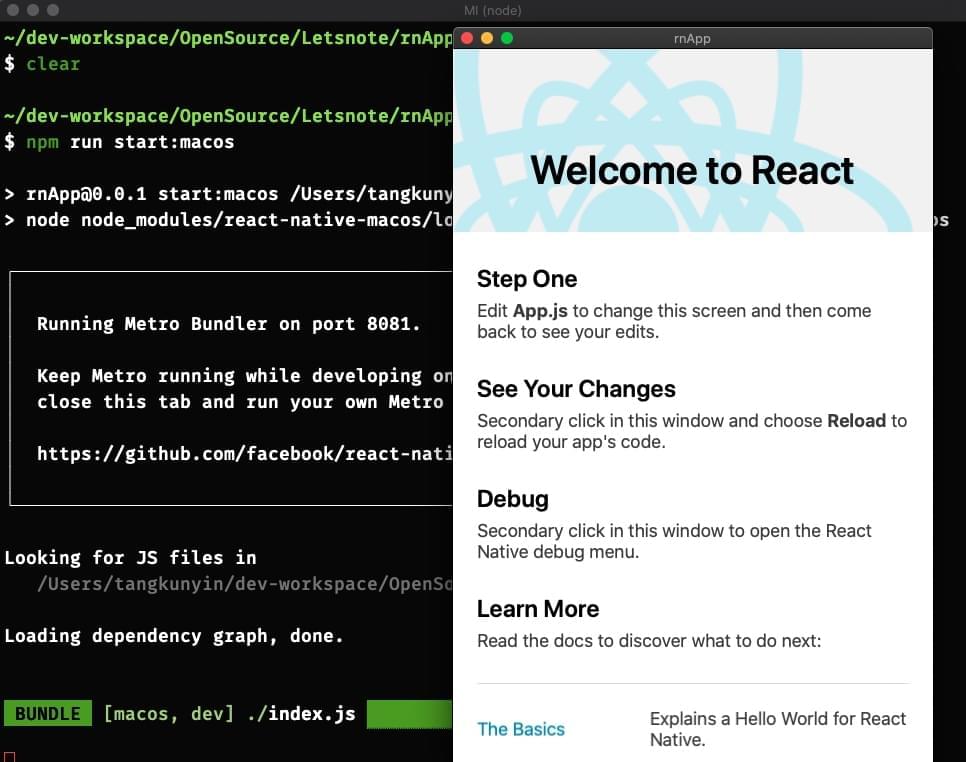 MI (node)
~/dev-workspace/OpenSource/Letsnote/rnApp
$ clear
~/dev-workspace/OpenSource/Letsnote/rnApp
$ npm run start:macos
> rnApp@0.0.1 start:macos /Users/tangkuny
> node node_modules/react-native-macos/lo
os
Running Metro Bundler on port 8081.
Keep Metro running while developing on
close this tab and run your own Metro
https://github.com/facebook/react-nati
Looking for JS files in
/Users/tangkunyin/dev-workspace/OpenSo
Loading dependency graph, done.
BUNDLE [macos, dev] ./index.js
rnApp
Welcome to React
Step One
Edit App.js to change this screen and then come
back to see your edits.
See Your Changes
Secondary click in this window and choose Reload to
reload your app's code.
Debug
Secondary click in this window to open the React
Native debug menu.
Learn More
Read the docs to discover what to do next:
The Basics
Explains a Hello World for React
Native.